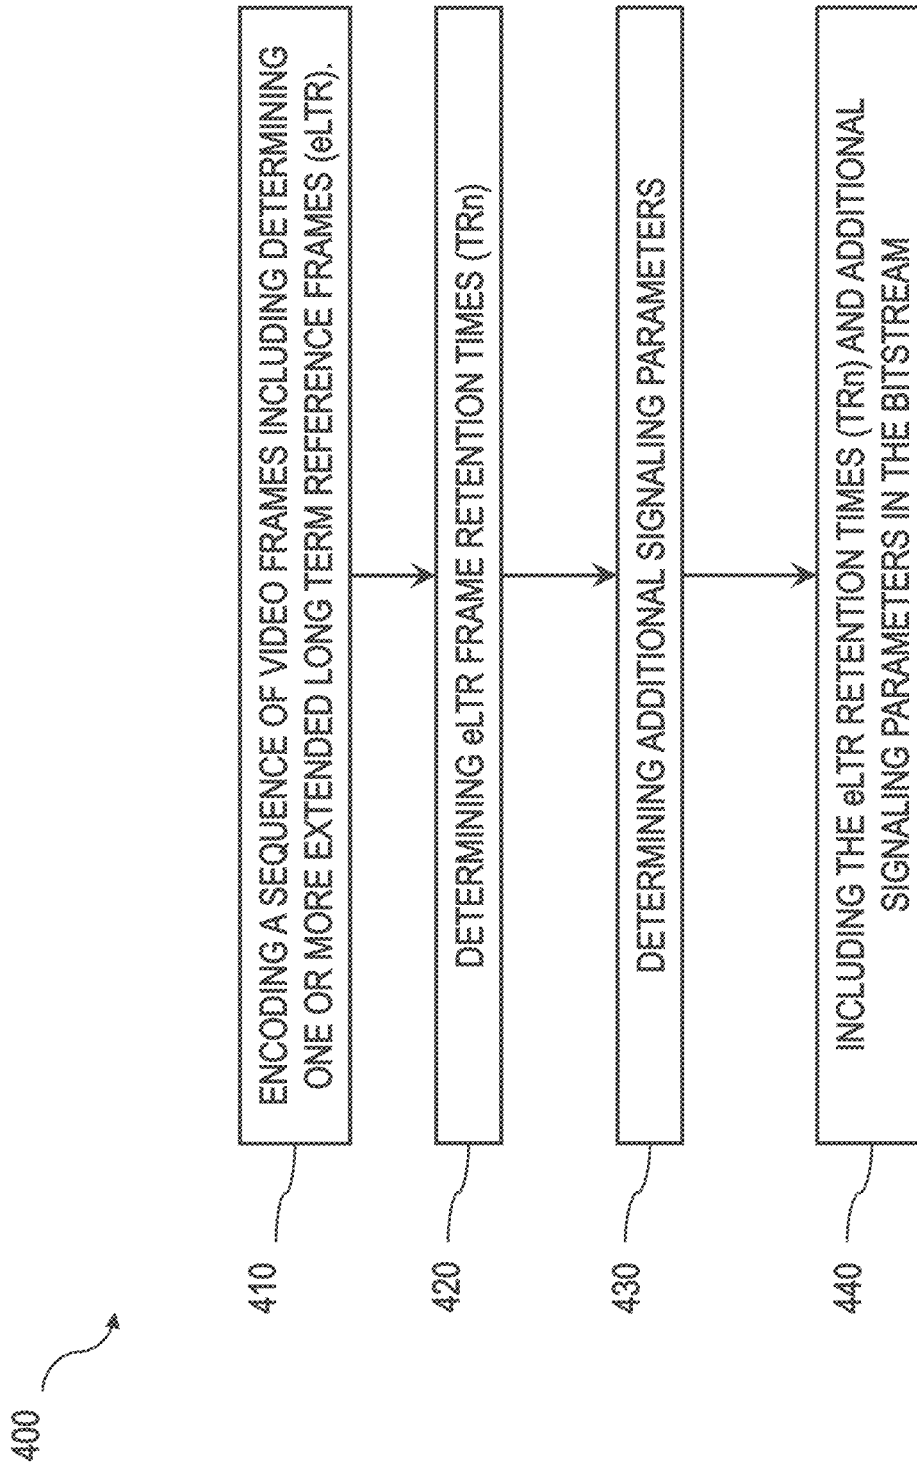 400
410
ENCODING A SEQUENCE OF VIDEO FRAMES INCLUDING DETERMINING
ONE OR MORE EXTENDED LONG TERM REFERENCE FRAMES (eLTR).
420
DETERMINING eLTR FRAME RETENTION TIMES (TRn)
430
DETERMINING ADDITIONAL SIGNALING PARAMETERS
440
INCLUDING THE eLTR RETENTION TIMES (TRn) AND ADDITIONAL
SIGNALING PARAMETERS IN THE BITSTREAM